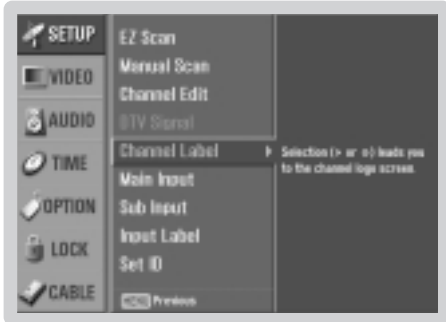 SETUP
VIDEO
AUDIO
TIME
OPTION
LOCK
CABLE
EZ Scan
Manual Scan
Channel Edit
DTV Signal
Channel Label
Main Input
Sub Input
Input Label
Set ID
Previous
Selection (> or ⊙) leads you
to the channel logo screen.